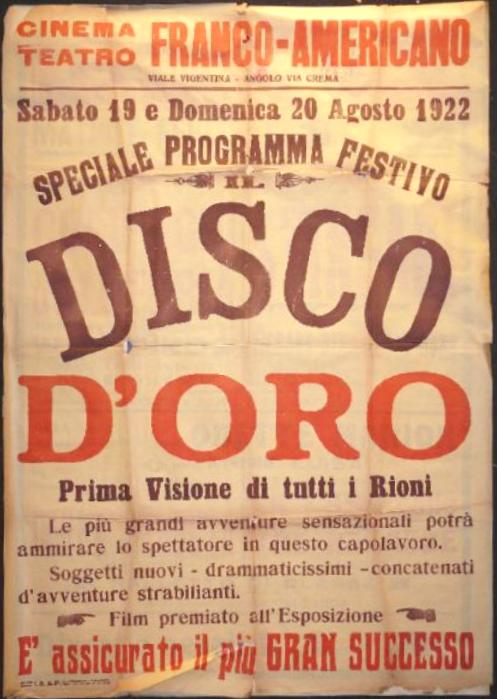 CINEMA
TEATRO FRANCO-AMERICANO
VIALE VIGENTINA - ANGOLO VIA CREMA
Sabato 19 e Domenica 20 Agosto 1922
SPECIALE PROGRAMMA FESTIVO
IL
DISCO
D'ORO
Prima Visione di tutti i Rioni
Le più grandi avventure sensazionali potrà
ammirare lo spettatore in questo capolavoro.
Soggetti nuovi - drammaticissimi - concatenati
d'avventure strabilianti.
Film premiato all'Esposizione
E' assicurato il più GRAN SUCCESSO